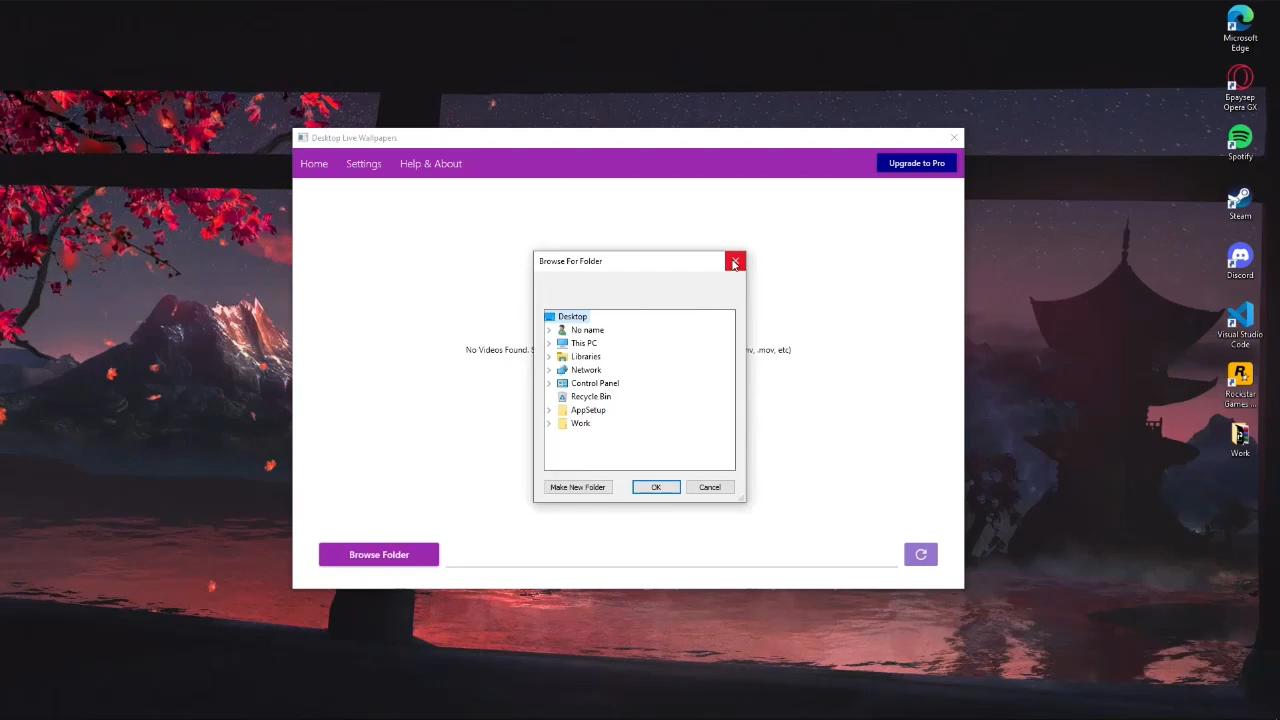 Microsoft
Edge
Браузер
Opera GX
Spotify
Steam
Discord
Visual Studio
Code
Rockstar
Games ...
Work
Desktop Live Wallpapers
Home
Settings
Help & About
Upgrade to Pro
Browse For Folder
Desktop
No name
This PC
Libraries
Network
Control Panel
Recycle Bin
AppSetup
Work
Make New Folder
OK
Cancel
No Videos Found.
.mov, etc)
Browse Folder